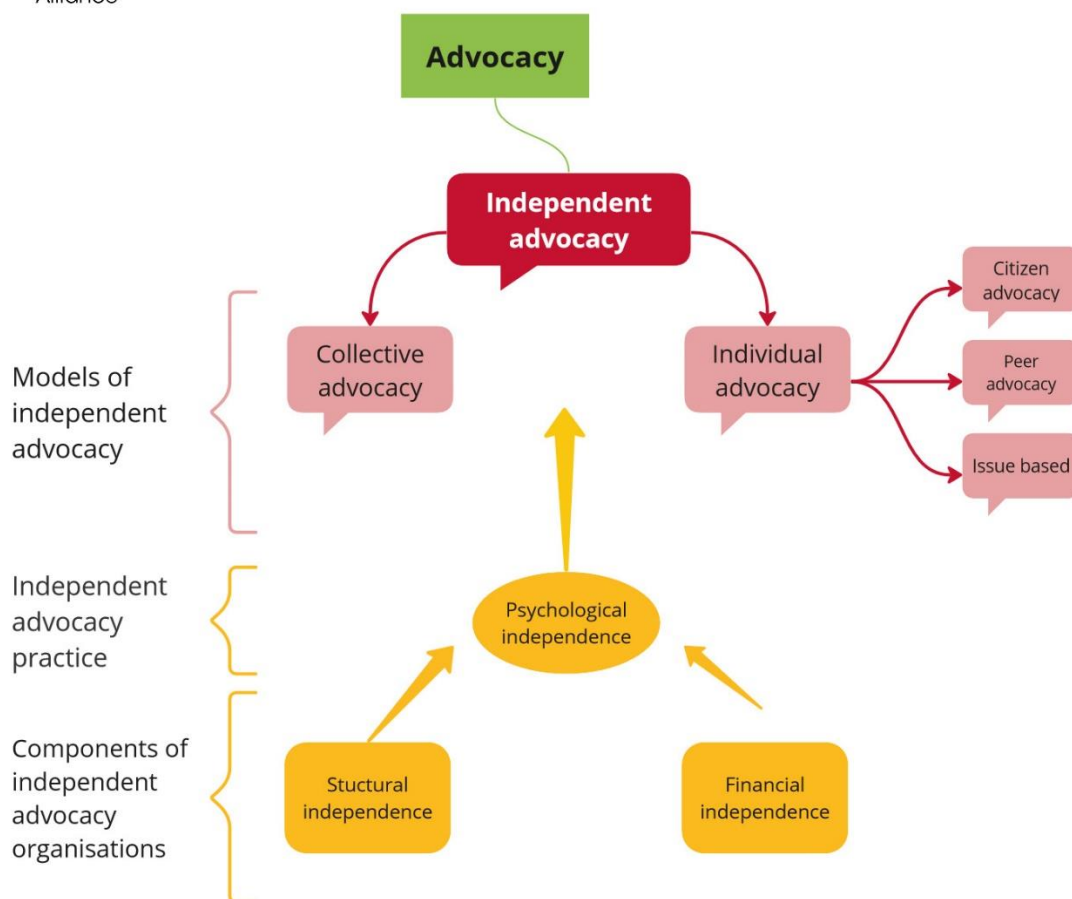 Alliance
Advocacy
Independent
advocacy
Citizen
advocacy
Collective
advocacy
Individual
advocacy
Peer
advocacy
Issue based
Models of
independent
advocacy
Independent
advocacy
practice
Psychological
independence
Components of
independent
advocacy
organisations
Stuctural
independence
Financial
independence